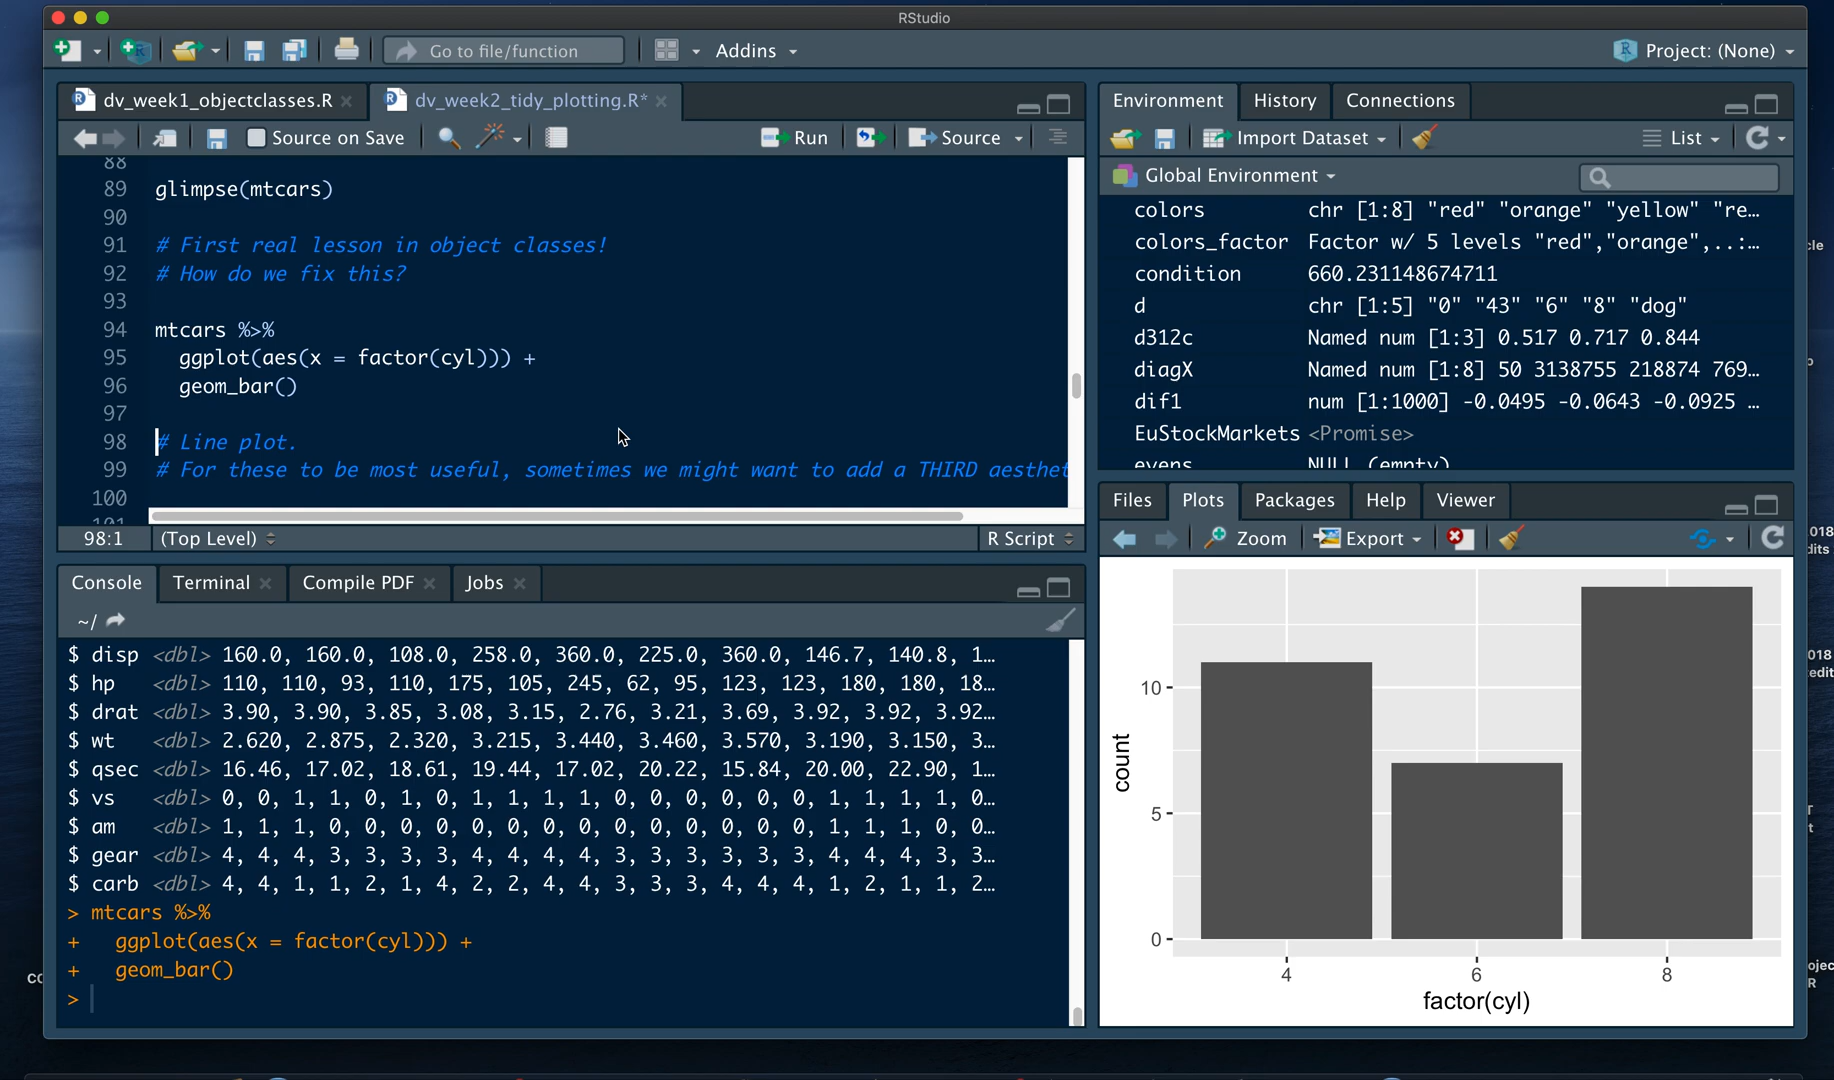 RStudio
Go to file/function
Addins
Project: (None)
dv_week1_objectclasses.R
dv_week2_tidy_plotting.R*
Source on Save
Run
Source
88
89 glimpse(mtcars)
90
91 # First real lesson in object classes!
92 # How do we fix this?
93
94 mtcars %>%
95 ggplot(aes(x = factor(cyl))) +
96 geom_bar()
97
98 # Line plot.
99 # For these to be most useful, sometimes we might want to add a THIRD aesthet
100
101
98:1 (Top Level) R Script
Console Terminal Compile PDF Jobs
~/
$ disp <dbl> 160.0, 160.0, 108.0, 258.0, 360.0, 225.0, 360.0, 146.7, 140.8, 1…
$ hp <dbl> 110, 110, 93, 110, 175, 105, 245, 62, 95, 123, 123, 180, 180, 18…
$ drat <dbl> 3.90, 3.90, 3.85, 3.08, 3.15, 2.76, 3.21, 3.69, 3.92, 3.92, 3.92…
$ wt <dbl> 2.620, 2.875, 2.320, 3.215, 3.440, 3.460, 3.570, 3.190, 3.150, 3…
$ qsec <dbl> 16.46, 17.02, 18.61, 19.44, 17.02, 20.22, 15.84, 20.00, 22.90, 1…
$ vs <dbl> 0, 0, 1, 1, 0, 1, 0, 1, 1, 1, 1, 0, 0, 0, 0, 0, 0, 1, 1, 1, 1, 0…
$ am <dbl> 1, 1, 1, 0, 0, 0, 0, 0, 0, 0, 0, 0, 0, 0, 0, 0, 0, 1, 1, 1, 0, 0…
$ gear <dbl> 4, 4, 4, 3, 3, 3, 3, 4, 4, 4, 4, 3, 3, 3, 3, 3, 3, 4, 4, 4, 3, 3…
$ carb <dbl> 4, 4, 1, 1, 2, 1, 4, 2, 2, 4, 4, 3, 3, 3, 4, 4, 4, 1, 2, 1, 1, 2…
> mtcars %>%
+ ggplot(aes(x = factor(cyl))) +
+ geom_bar()
>
Environment History Connections
Import Dataset
List
Global Environment
colors chr [1:8] "red" "orange" "yellow" "re…
colors_factor Factor w/ 5 levels "red","orange",..:…
condition 660.231148674711
d chr [1:5] "0" "43" "6" "8" "dog"
d312c Named num [1:3] 0.517 0.717 0.844
diagX Named num [1:8] 50 3138755 218874 769…
dif1 num [1:1000] -0.0495 -0.0643 -0.0925 …
EuStockMarkets <Promise>
evens NULL (empty)
Files Plots Packages Help Viewer
Zoom
Export
10
5
0
count
4 6 8
factor(cyl)